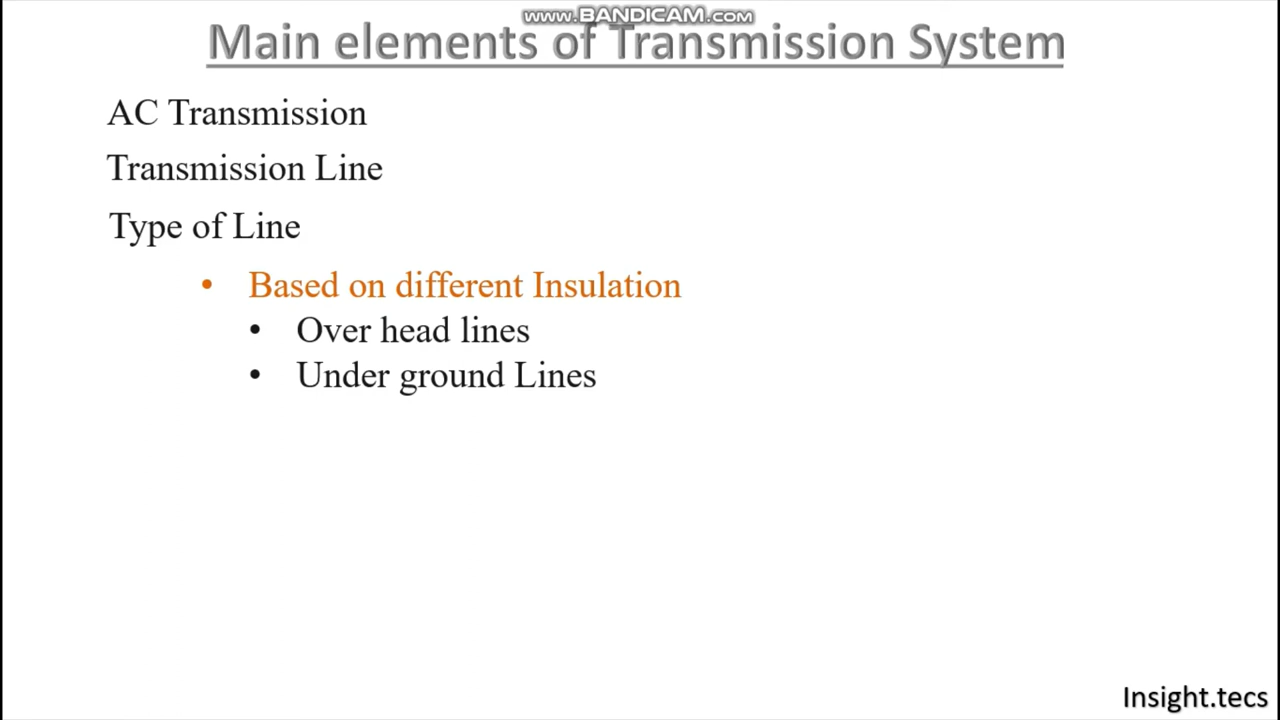 www.BANDICAM.com
Main elements of Transmission System
AC Transmission
Transmission Line
Type of Line
• Based on different Insulation
• Over head lines
• Under ground Lines
Insight.tecs